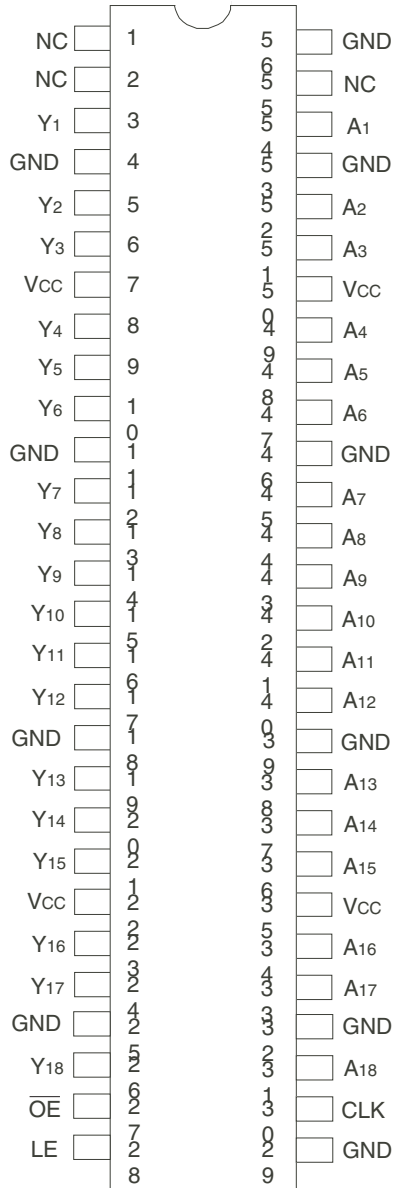 NC 1 56 GND
NC 2 55 NC
Y1 3 54 A1
GND 4 53 GND
Y2 5 52 A2
Y3 6 51 A3
VCC 7 50 VCC
Y4 8 49 A4
Y5 9 48 A5
Y6 10 47 A6
GND 11 46 GND
Y7 12 45 A7
Y8 13 44 A8
Y9 14 43 A9
Y10 15 42 A10
Y11 16 41 A11
Y12 17 40 A12
GND 18 39 GND
Y13 19 38 A13
Y14 20 37 A14
Y15 21 36 A15
VCC 22 35 VCC
Y16 23 34 A16
Y17 24 33 A17
GND 25 32 GND
Y18 26 31 A18
O̅E̅ 27 30 CLK
LE 28 29 GND